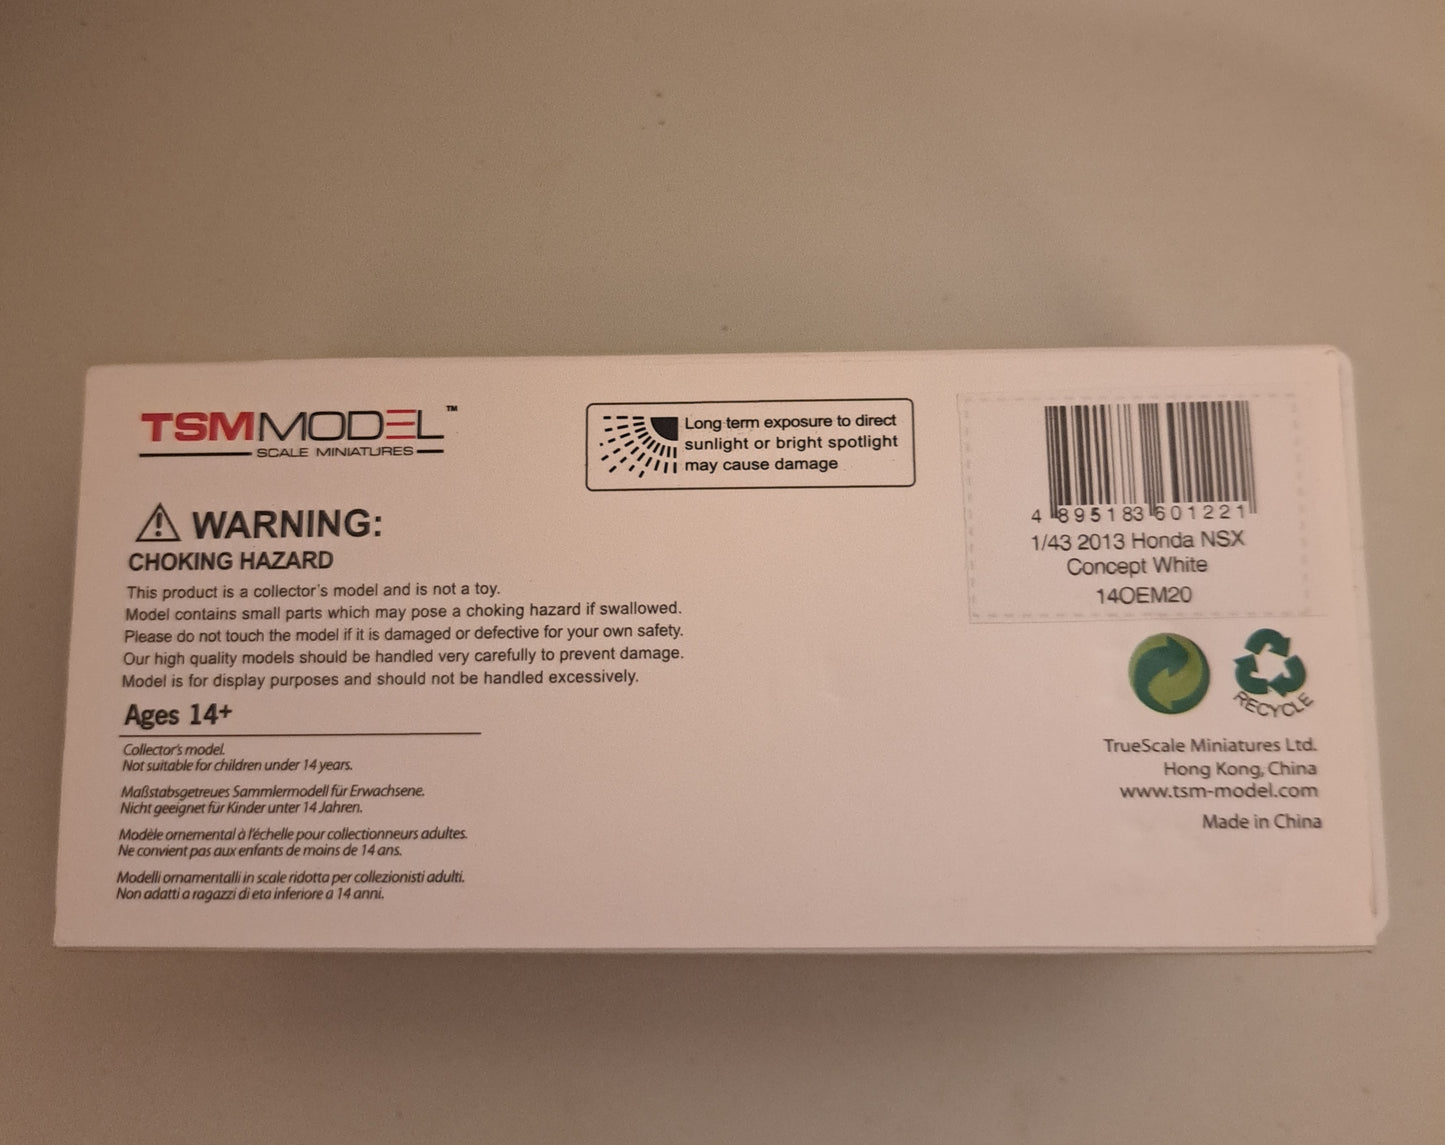 TSMMODEL™
SCALE MINIATURES
WARNING:
CHOKING HAZARD
This product is a collector's model and is not a toy.
Model contains small parts which may pose a choking hazard if swallowed.
Please do not touch the model if it is damaged or defective for your own safety.
Our high quality models should be handled very carefully to prevent damage.
Model is for display purposes and should not be handled excessively.
Ages 14+
Collector's model.
Not suitable for children under 14 years.
Maßstabsgetreues Sammlermodell für Erwachsene.
Nicht geeignet für Kinder unter 14 Jahren.
Modèle ornemental à l'échelle pour collectionneurs adultes.
Ne convient pas aux enfants de moins de 14 ans.
Modelli ornamentalli in scale ridotta per collezionisti adulti.
Non adatti a ragazzi di eta inferiore a 14 anni.
Long term exposure to direct
sunlight or bright spotlight
may cause damage
4 895183 601221
1/43 2013 Honda NSX
Concept White
14OEM20
RECYCLE
TrueScale Miniatures Ltd.
Hong Kong, China
www.tsm-model.com
Made in China